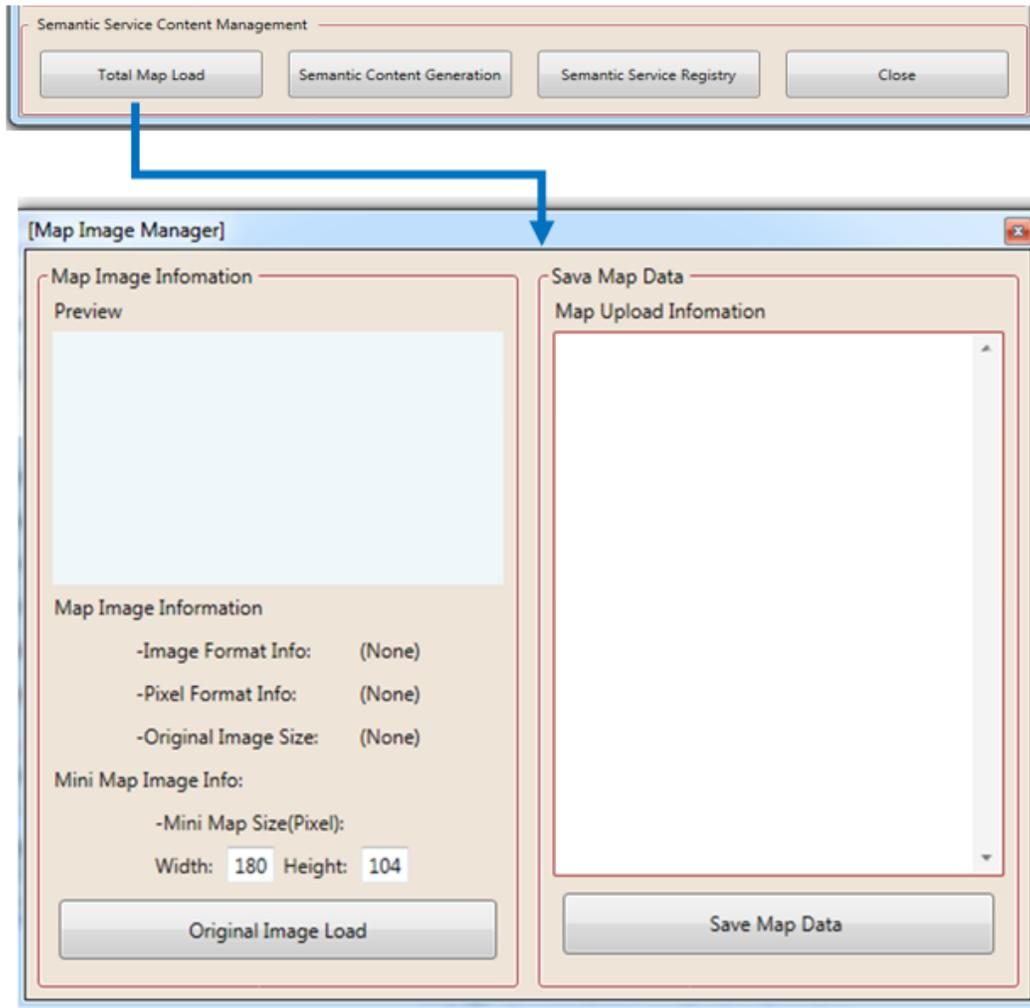 Semantic Service Content Management
Total Map Load
Semantic Content Generation
Semantic Service Registry
Close
[Map Image Manager]
Map Image Infomation
Preview
Map Image Information
-Image Format Info: (None)
-Pixel Format Info: (None)
-Original Image Size: (None)
Mini Map Image Info:
-Mini Map Size(Pixel):
Width: 180 Height: 104
Original Image Load
Sava Map Data
Map Upload Infomation
Save Map Data